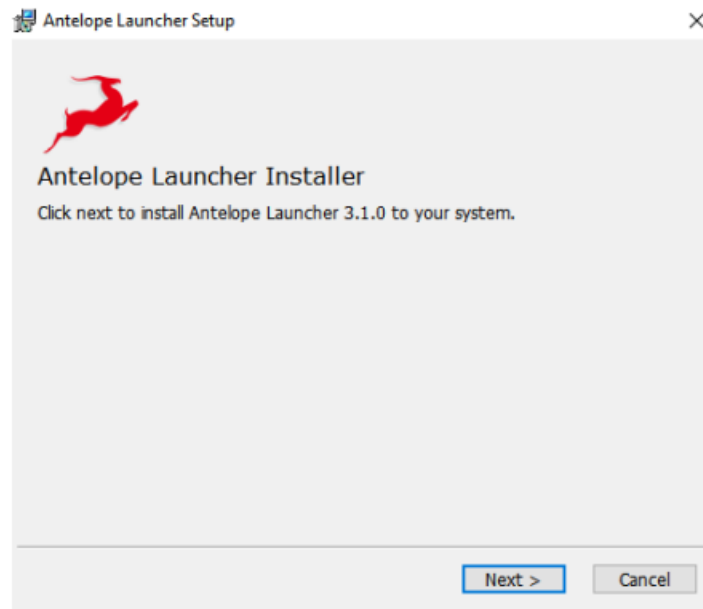 Antelope Launcher Setup
Antelope Launcher Installer
Click next to install Antelope Launcher 3.1.0 to your system.
Next >
Cancel